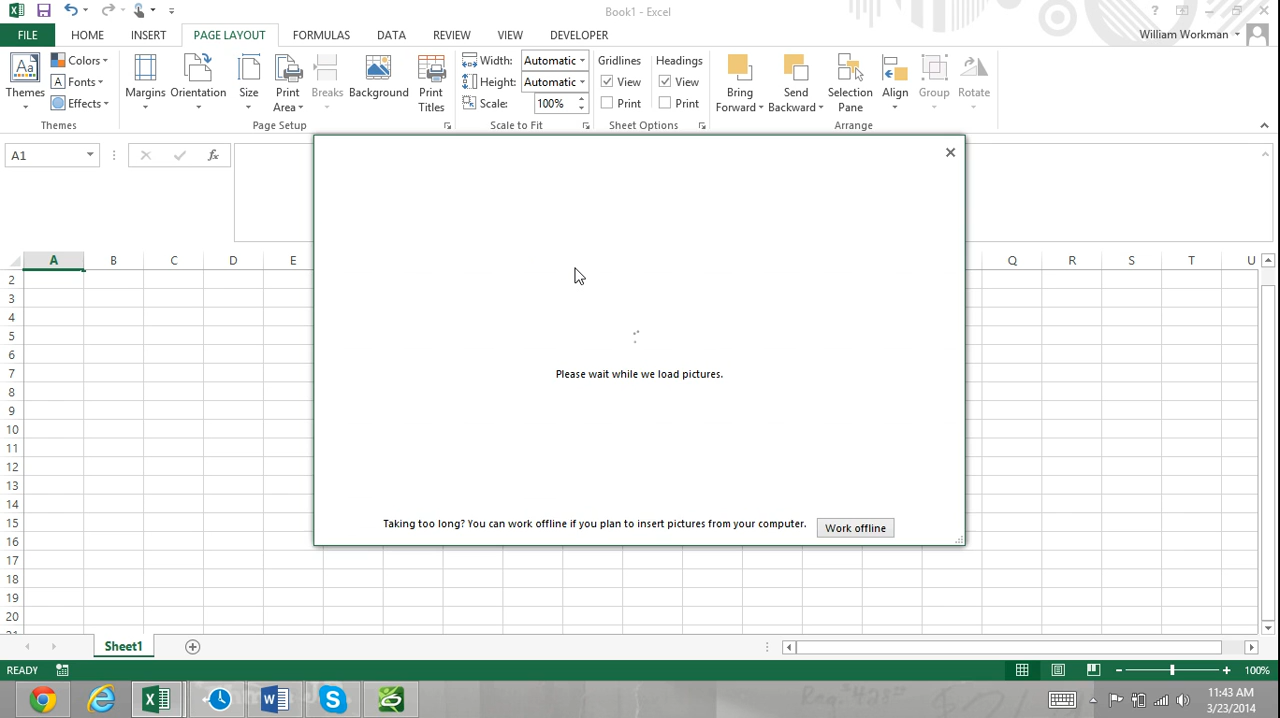 Book1 - Excel
?
FILE HOME INSERT PAGE LAYOUT FORMULAS DATA REVIEW VIEW DEVELOPER William Workman
Aa Themes Colors Fonts Effects Margins Orientation Size Print Area Breaks Background Print Titles
Width: Automatic Height: Automatic Scale: 100%
Gridlines View Print Headings View Print
Bring Forward Send Backward Selection Pane Align Group Rotate
Themes Page Setup Scale to Fit Sheet Options Arrange
A1 fx
A B C D E Q R S T U
2
3
4
5
6
7
8
9
10
11
12
13
14
15
16
17
18
19
20
Please wait while we load pictures.
Taking too long? You can work offline if you plan to insert pictures from your computer. Work offline
Sheet1
READY 100%
11:43 AM
3/23/2014